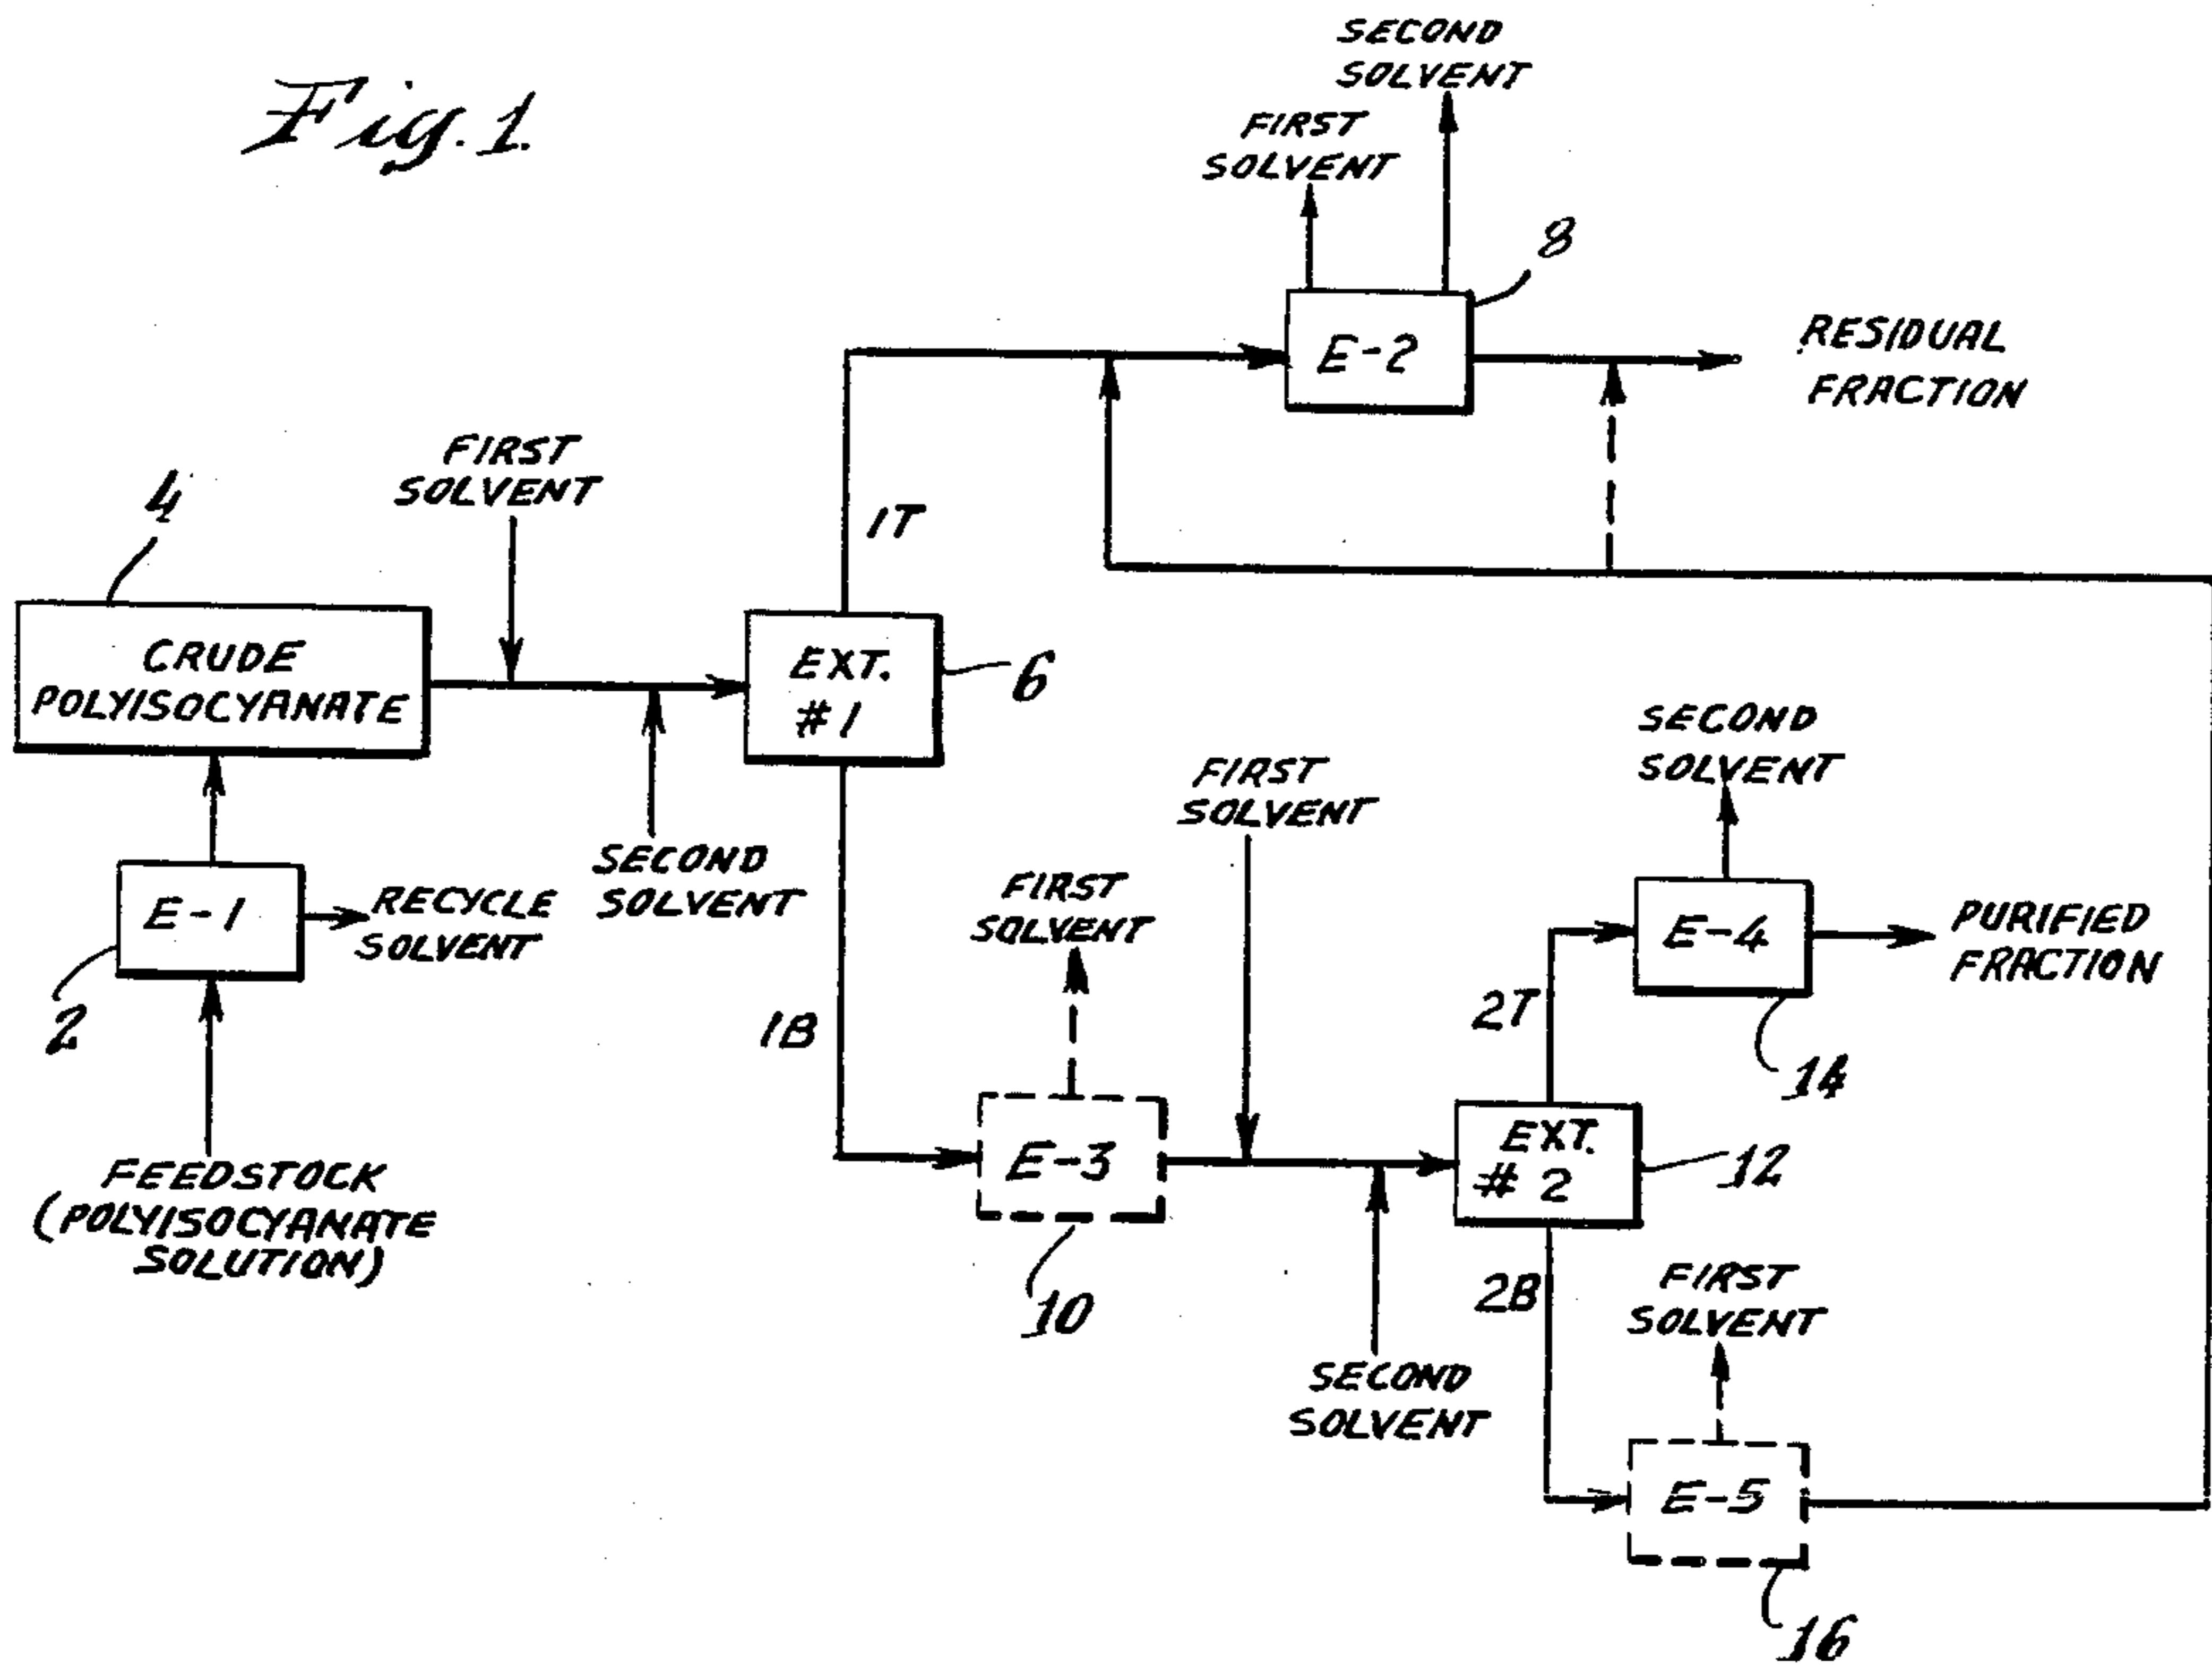 Fig. 1.
SECOND
SOLVENT
FIRST
SOLVENT
8
E-2
RESIDUAL
FRACTION
FIRST
SOLVENT
4
1T
CRUDE
POLYISOCYANATE
EXT.
#1
6
SECOND
SOLVENT
E-1
RECYCLE
SOLVENT
2
FEEDSTOCK
(POLYISOCYANATE
SOLUTION)
1B
FIRST
SOLVENT
E-3
10
FIRST
SOLVENT
SECOND
SOLVENT
SECOND
SOLVENT
E-4
PURIFIED
FRACTION
14
2T
EXT.
#2
12
2B
FIRST
SOLVENT
E-5
16